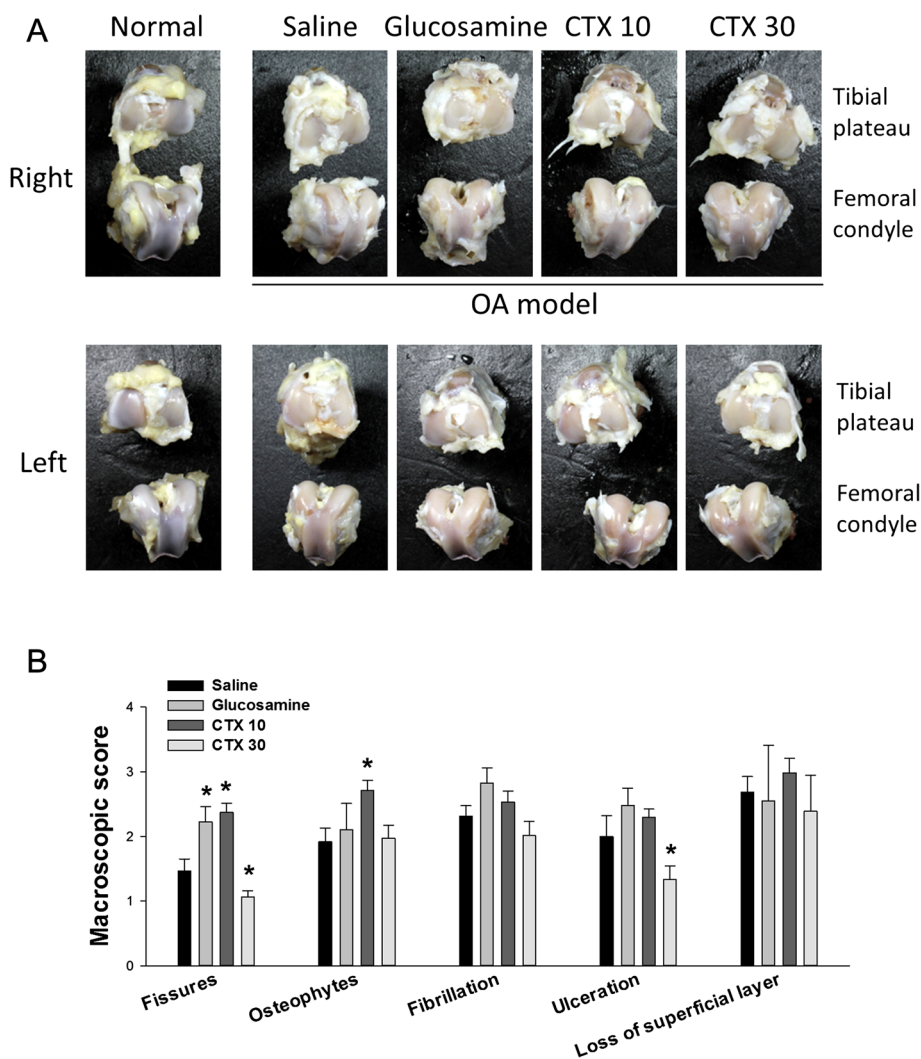 A
Normal Saline Glucosamine CTX 10 CTX 30
Right
Tibial
plateau
Femoral
condyle
OA model
Left
Tibial
plateau
Femoral
condyle
B
Saline
Glucosamine
CTX 10
CTX 30
Macroscopic score
4
3
2
1
0
* * *
*
*
Fissures
Osteophytes
Fibrillation
Ulceration
Loss of superficial layer